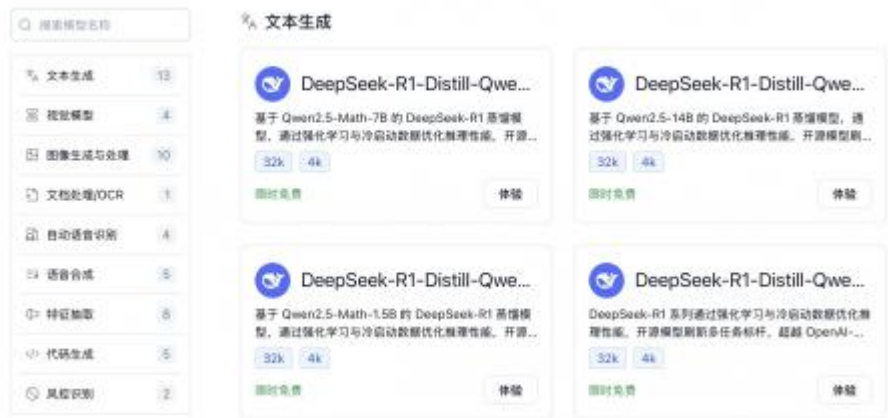 搜索模型名称
文本生成 13
视觉模型 4
图像生成与处理 10
文档处理/OCR 1
自动语音识别 4
语音合成 5
特征抽取 8
代码生成 5
风控识别 2
文本生成
DeepSeek-R1-Distill-Qwe...
基于 Qwen2.5-Math-7B 的 DeepSeek-R1 蒸馏模
型，通过强化学习与冷启动数据优化推理性能，开源...
32k 4k
限时免费 体验
DeepSeek-R1-Distill-Qwe...
基于 Qwen2.5-14B 的 DeepSeek-R1 蒸馏模型，通
过强化学习与冷启动数据优化推理性能，开源模型刷...
32k 4k
限时免费 体验
DeepSeek-R1-Distill-Qwe...
基于 Qwen2.5-Math-1.5B 的 DeepSeek-R1 蒸馏模
型，通过强化学习与冷启动数据优化推理性能，开源...
32k 4k
限时免费 体验
DeepSeek-R1-Distill-Qwe...
DeepSeek-R1 系列通过强化学习与冷启动数据优化推
理性能，开源模型刷新多任务标杆，超越 OpenAI-...
32k 4k
限时免费 体验